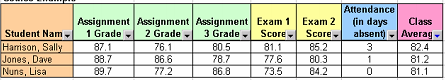 Student Nam
Assignment 1 Grade
Assignment 2 Grade
Assignment 3 Grade
Exam 1 Score
Exam 2 Score
Attendance (in days absent)
Class Averag
Harrison, Sally 87.1 76.1 80.5 81.1 85.2 3 82.4
Jones, Dave 88.7 86.6 78.7 77.6 80.3 1 81.2
Nuns, Lisa 89.7 77.2 86.8 73.5 84.2 0 81.1